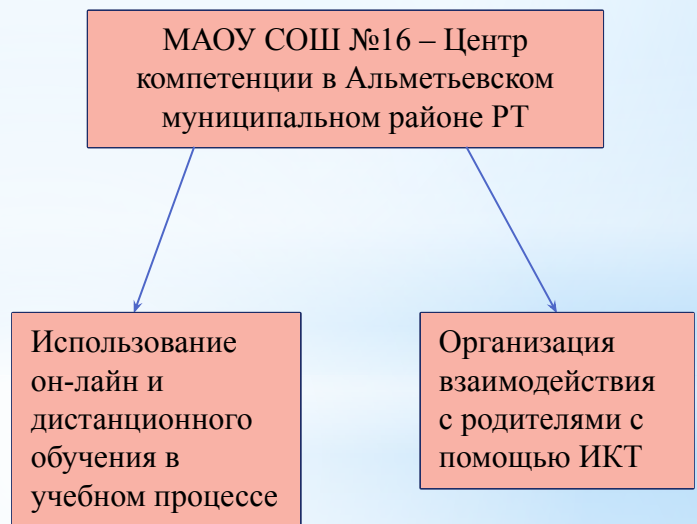 МАОУ СОШ №16 – Центр
компетенции в Альметьевском
муниципальном районе РТ
Использование
он-лайн и
дистанционного
обучения в
учебном процессе
Организация
взаимодействия
с родителями с
помощью ИКТ